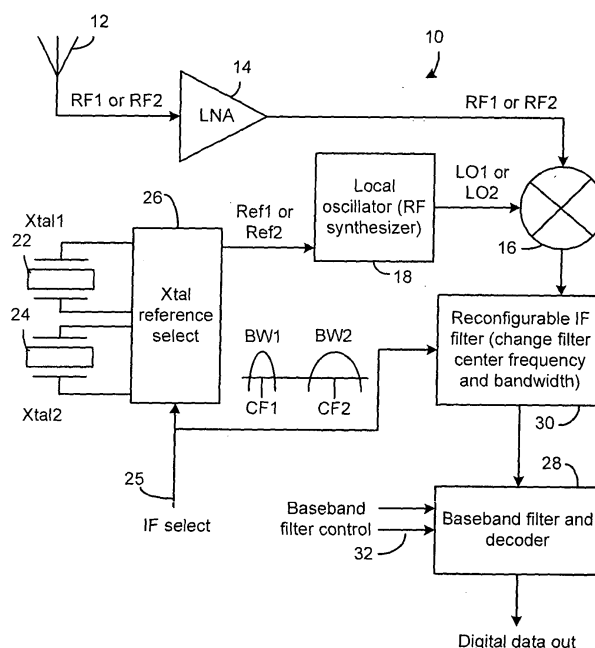 12
10
14
RF1 or RF2
LNA
RF1 or RF2
Local
oscillator (RF
synthesizer)
LO1 or
LO2
26
Ref1 or
Ref2
Xtal1
22
18
16
Xtal
reference
select
24
BW1
BW2
CF1
CF2
Reconfigurable IF
filter (change filter
center frequency
and bandwidth)
Xtal2
30
28
25
IF select
Baseband
filter control
32
Baseband filter and
decoder
Digital data out